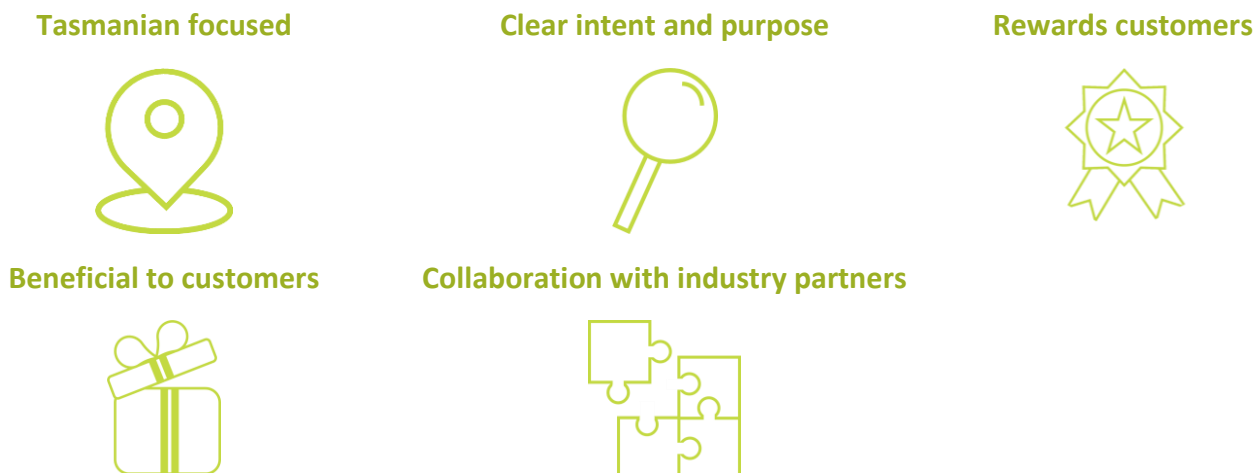 Tasmanian focused
Clear intent and purpose
Rewards customers
Beneficial to customers
Collaboration with industry partners